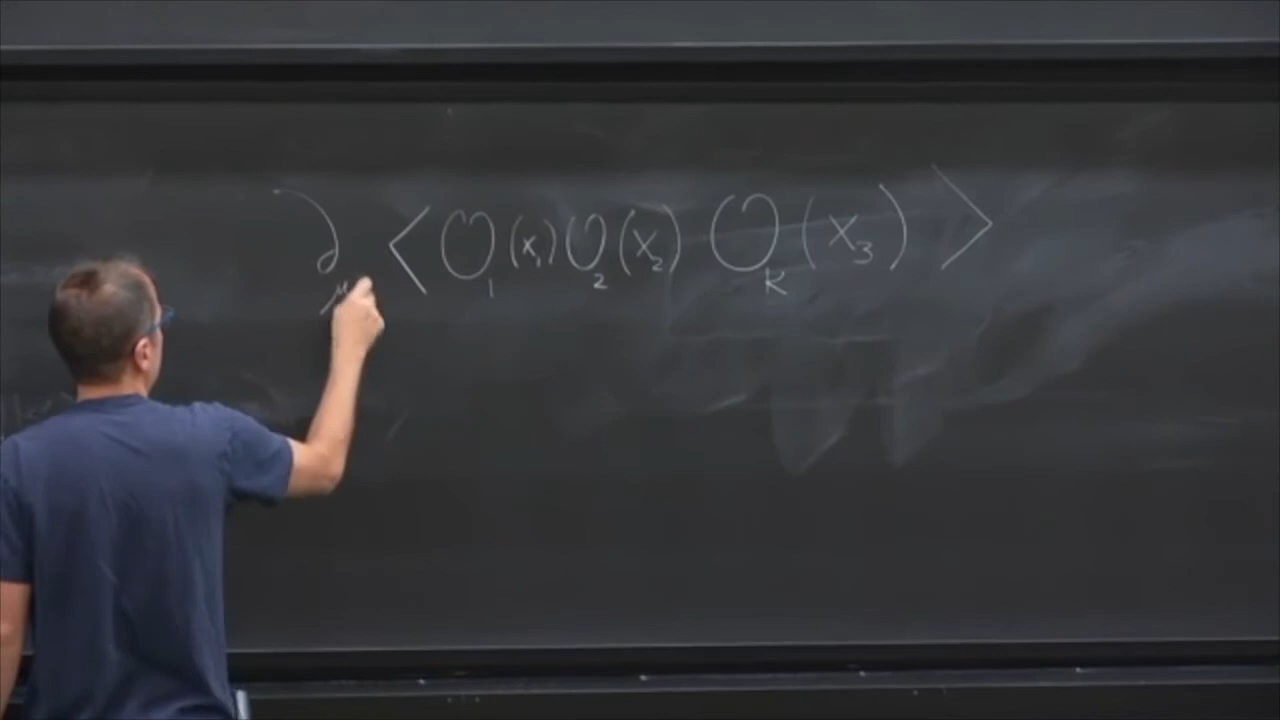 ∂_μ ⟨ O_1 (x_1) O_2 (x_2) O_k (x_3) ⟩